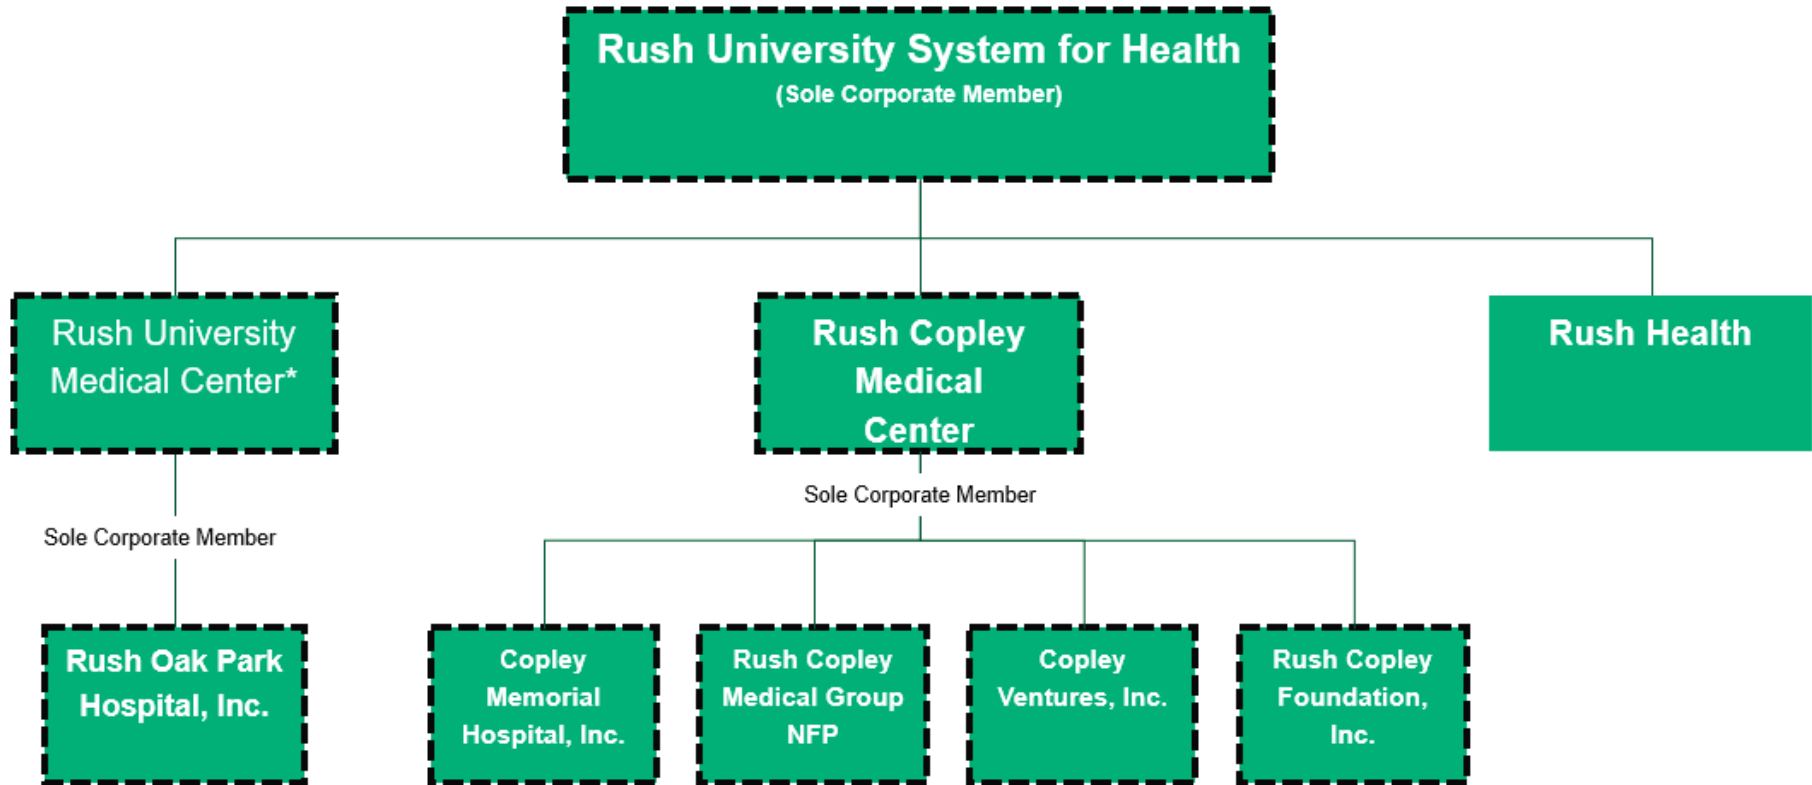 Rush University System for Health
(Sole Corporate Member)
Rush University
Medical Center*
Rush Copley
Medical
Center
Rush Health
Sole Corporate Member
Sole Corporate Member
Rush Oak Park
Hospital, Inc.
Copley
Memorial
Hospital, Inc.
Rush Copley
Medical Group
NFP
Copley
Ventures, Inc.
Rush Copley
Foundation,
Inc.